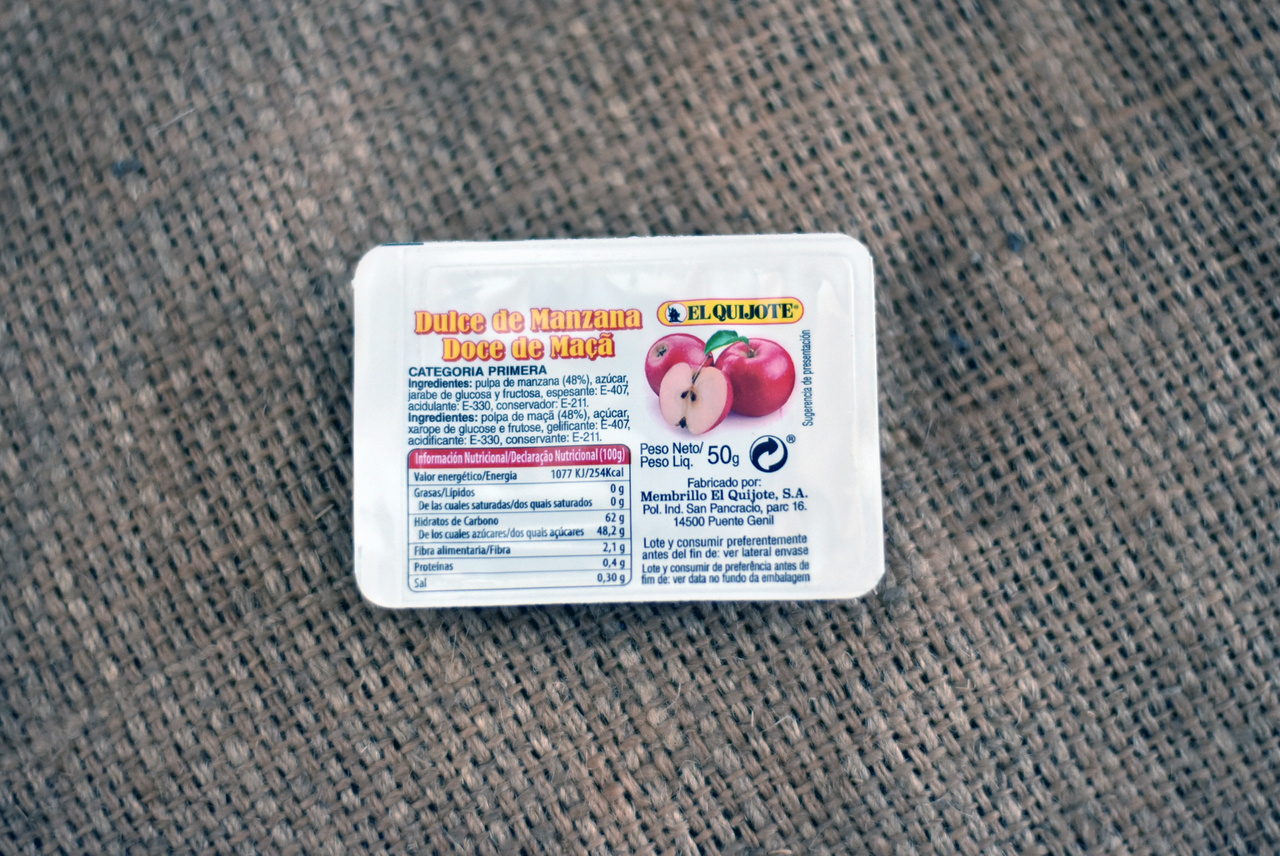 Dulce de Manzana
Doce de Maçã
CATEGORIA PRIMERA
Ingredientes: pulpa de manzana (48%), azúcar,
jarabe de glucosa y fructosa, espesante: E-407,
acidulante: E-330, conservador: E-211.
Ingredientes: polpa de maçã (48%), açúcar,
xarope de glucose e frutose, gelificante: E-407,
acidificante: E-330, conservante: E-211.
Información Nutricional/Declaração Nutricional (100g)
Valor energético/Energia 1077 KJ/254Kcal
Grasas/Lípidos 0 g
De las cuales saturadas/dos quais saturados 0 g
Hidratos de Carbono 62 g
De los cuales azúcares/dos quais açúcares 48,2 g
Fibra alimentaria/Fibra 2,1 g
Proteínas 0,4 g
Sal 0,30 g
EL QUIJOTE®
Sugerencia de presentación
Peso Neto/
Peso Liq. 50g ®
Fabricado por:
Membrillo El Quijote, S.A.
Pol. Ind. San Pancracio, parc 16.
14500 Puente Genil
Lote y consumir preferentemente
antes del fin de: ver lateral envase
Lote y consumir de preferência antes de
fim de: ver data no fundo da embalagem